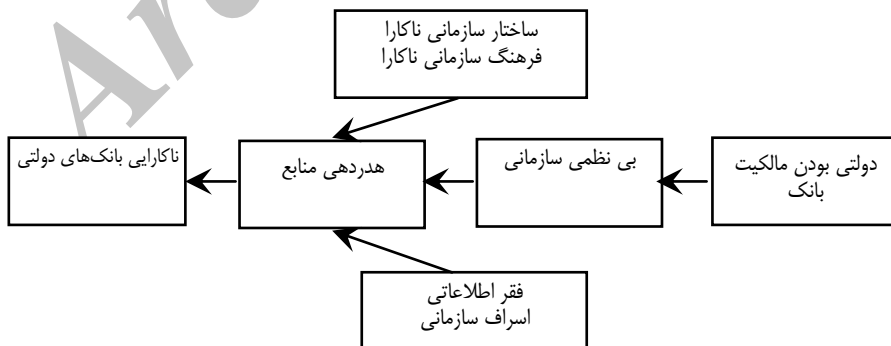 ساختار سازمانی ناکارا
فرهنگ سازمانی ناکارا
دولتی بودن مالکیت
بانک
بی نظمی سازمانی
هدردهی منابع
ناکارایی بانک‌های دولتی
فقر اطلاعاتی
اسراف سازمانی